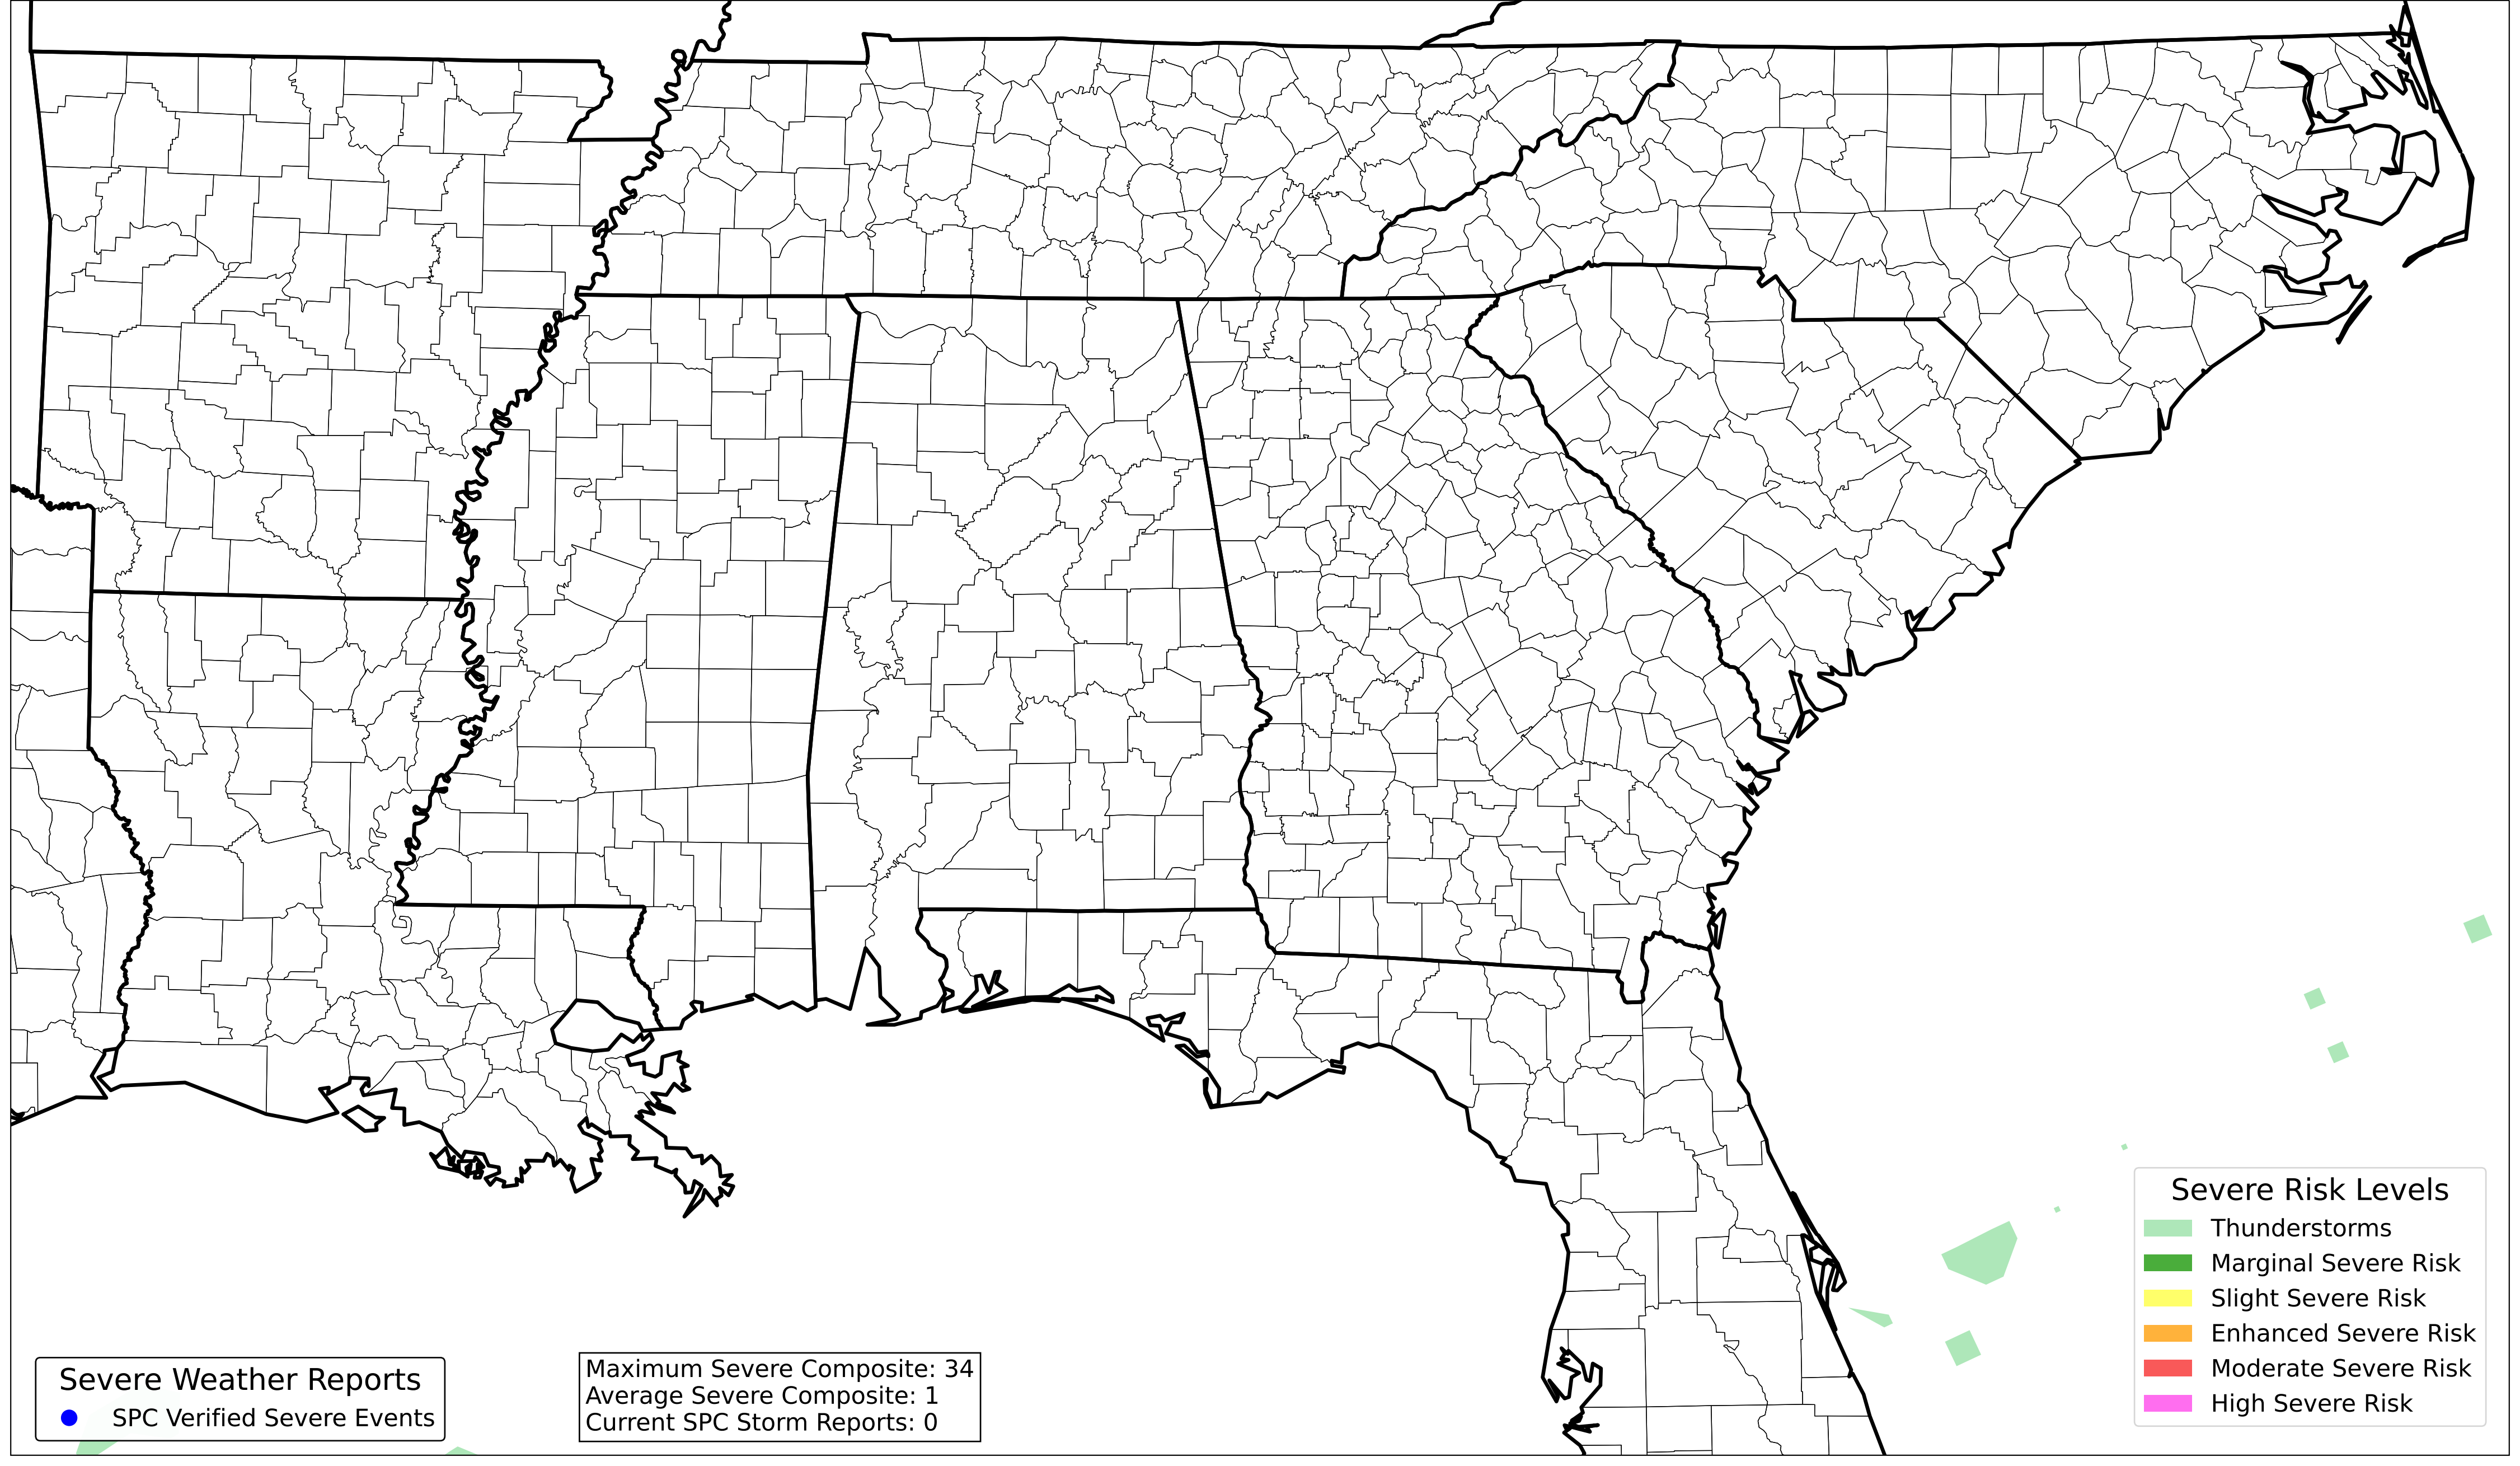 Severe Risk Levels
Thunderstorms
Marginal Severe Risk
Slight Severe Risk
Enhanced Severe Risk
Moderate Severe Risk
High Severe Risk
Severe Weather Reports
SPC Verified Severe Events
Maximum Severe Composite: 34
Average Severe Composite: 1
Current SPC Storm Reports: 0